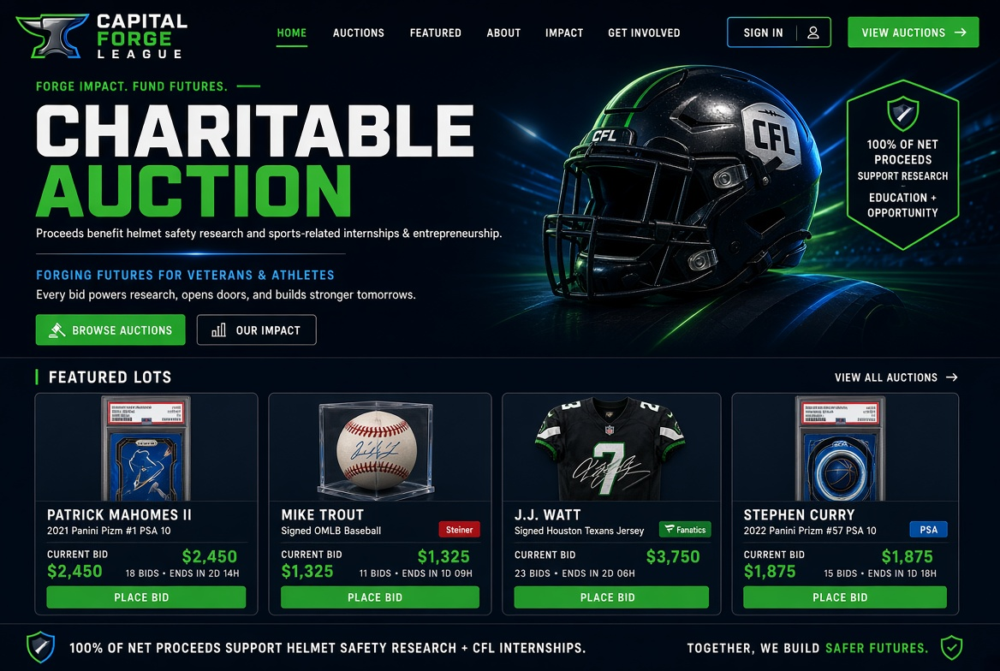 CAPITAL
FORGE
LEAGUE
HOME AUCTIONS FEATURED ABOUT IMPACT GET INVOLVED
SIGN IN
VIEW AUCTIONS →
FORGE IMPACT. FUND FUTURES.
CHARITABLE
AUCTION
Proceeds benefit helmet safety research and sports-related internships & entrepreneurship.
FORGING FUTURES FOR VETERANS & ATHLETES
Every bid powers research, opens doors, and builds stronger tomorrows.
BROWSE AUCTIONS
OUR IMPACT
CFL
CFL
100% OF NET
PROCEEDS
SUPPORT RESEARCH
EDUCATION +
OPPORTUNITY
FEATURED LOTS
VIEW ALL AUCTIONS →
PATRICK MAHOMES II
2021 Panini Pizm #1 PSA 10
CURRENT BID
$2,450
$2,450
18 BIDS • ENDS IN 2D 14H
PLACE BID
MIKE TROUT
Signed OMLB Baseball
Steiner
CURRENT BID
$1,325
$1,325
11 BIDS • ENDS IN 1D 09H
PLACE BID
7
J.J. WATT
Signed Houston Texans Jersey
Fanatics
CURRENT BID
$3,750
23 BIDS • ENDS IN 2D 06H
PLACE BID
STEPHEN CURRY
2022 Panini Prizm #57 PSA 10
PSA
CURRENT BID
$1,875
$1,875
15 BIDS • ENDS IN 1D 18H
PLACE BID
100% OF NET PROCEEDS SUPPORT HELMET SAFETY RESEARCH + CFL INTERNSHIPS.
TOGETHER, WE BUILD SAFER FUTURES.